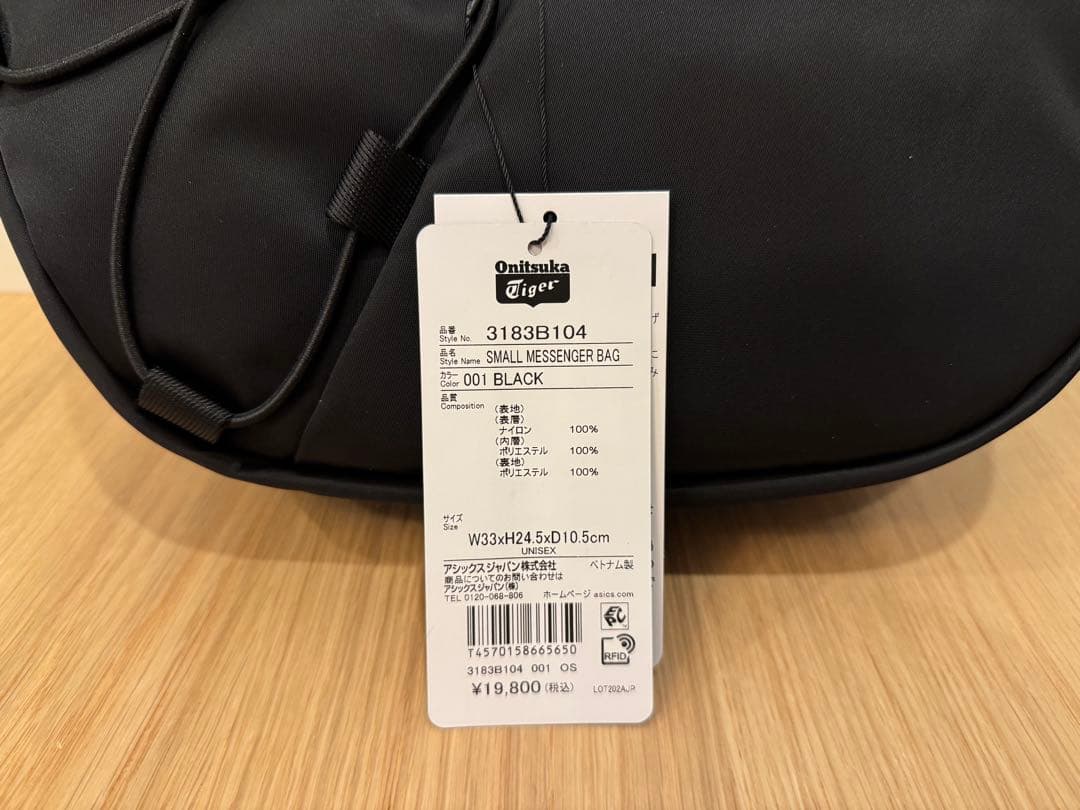 Onitsuka
Tiger
品番
Style No. 3183B104
品名
Style Name SMALL MESSENGER BAG
カラー
Color 001 BLACK
品質
Composition
(表地)
(表層)
ナイロン 100%
(内層)
ポリエステル 100%
(裏地)
ポリエステル 100%
サイズ
Size
W33xH24.5xD10.5cm
UNISEX
アシックスジャパン株式会社 ベトナム製
商品についてのお問い合わせは
アシックスジャパン(株)
TEL 0120-068-806 ホームページ asics.com
T4570158665650
RFID
3183B104 001 OS
¥19,800(税込)
LOT202AJP
げ
に
み